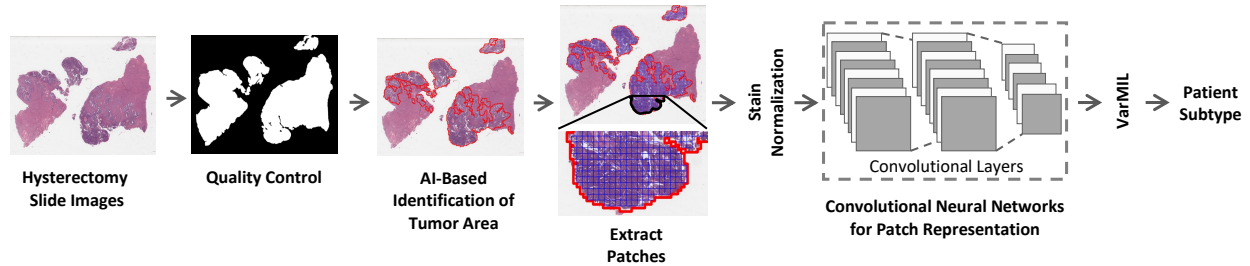 Hysterectomy
Slide Images
Quality Control
AI-Based
Identification of
Tumor Area
Extract
Patches
Stain
Normalization
Convolutional Layers
Convolutional Neural Networks
for Patch Representation
VarMIL
Patient
Subtype